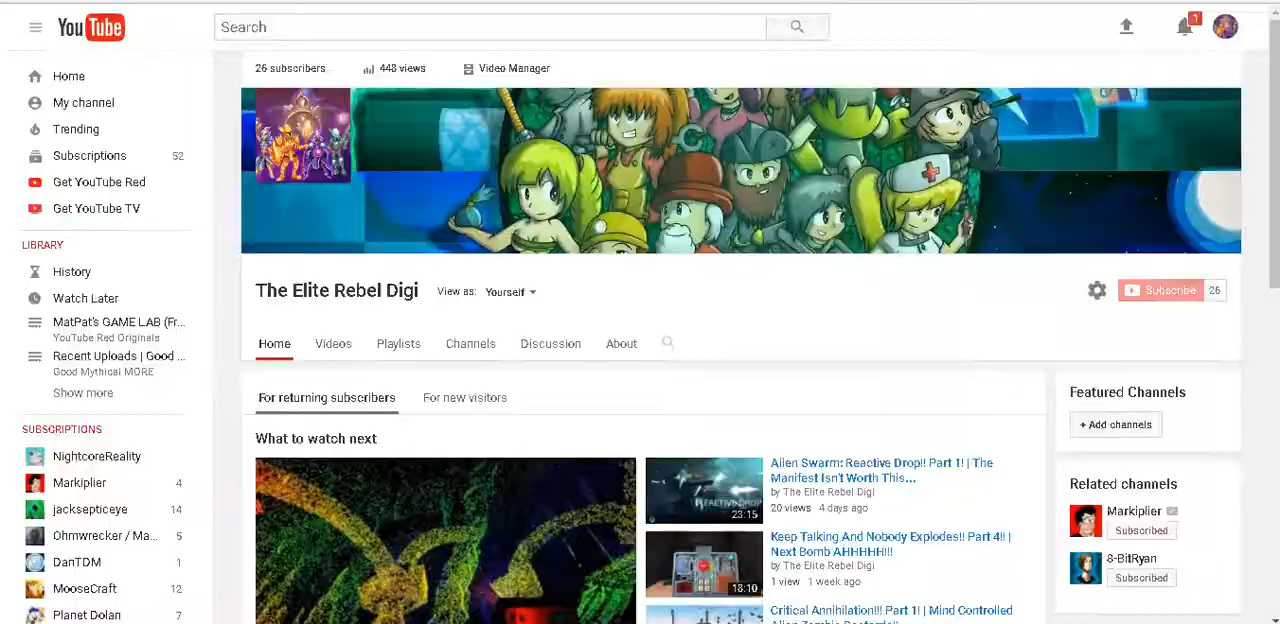 YouTube
Search
1
Home
My channel
Trending
Subscriptions 52
Get YouTube Red
Get YouTube TV
LIBRARY
History
Watch Later
MatPat's GAME LAB (Fr...
YouTube Red Originals
Recent Uploads | Good ...
Good Mythical MORE
Show more
SUBSCRIPTIONS
NightcoreReality
Markiplier 4
jacksepticeye 14
Ohmwrecker / Ma... 5
DanTDM 1
MooseCraft 12
Planet Dolan 7
26 subscribers
448 views
Video Manager
The Elite Rebel Digi
View as: Yourself
Subscribe 26
Home Videos Playlists Channels Discussion About
For returning subscribers For new visitors
What to watch next
REACTIVE DROP
23:15
Alien Swarm: Reactive Drop!! Part 1! | The
Manifest Isn't Worth This...
by The Elite Rebel Digi
20 views 4 days ago
18:10
Keep Talking And Nobody Explodes!! Part 4!! |
Next Bomb AHHHHH!!!
by The Elite Rebel Digi
1 view 1 week ago
Critical Annihilation!!! Part 1! | Mind Controlled
Featured Channels
+ Add channels
Related channels
Markiplier
Subscribed
8-BitRyan
Subscribed